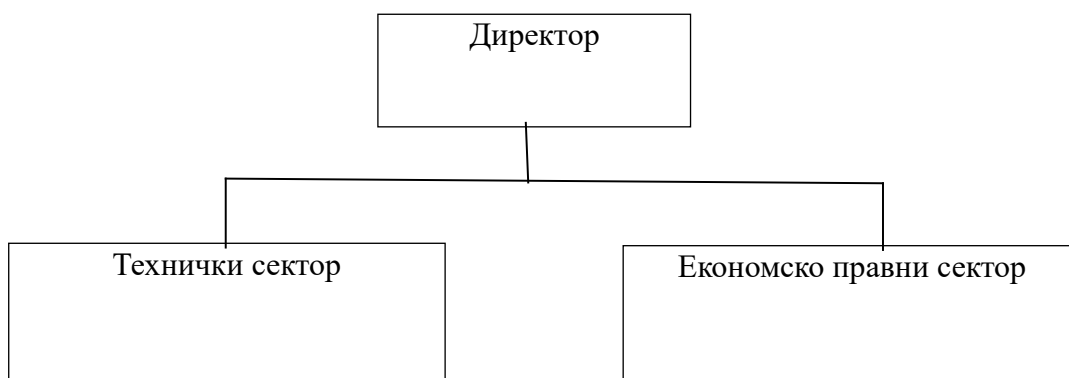 Директор
Технички сектор
Економско правни сектор